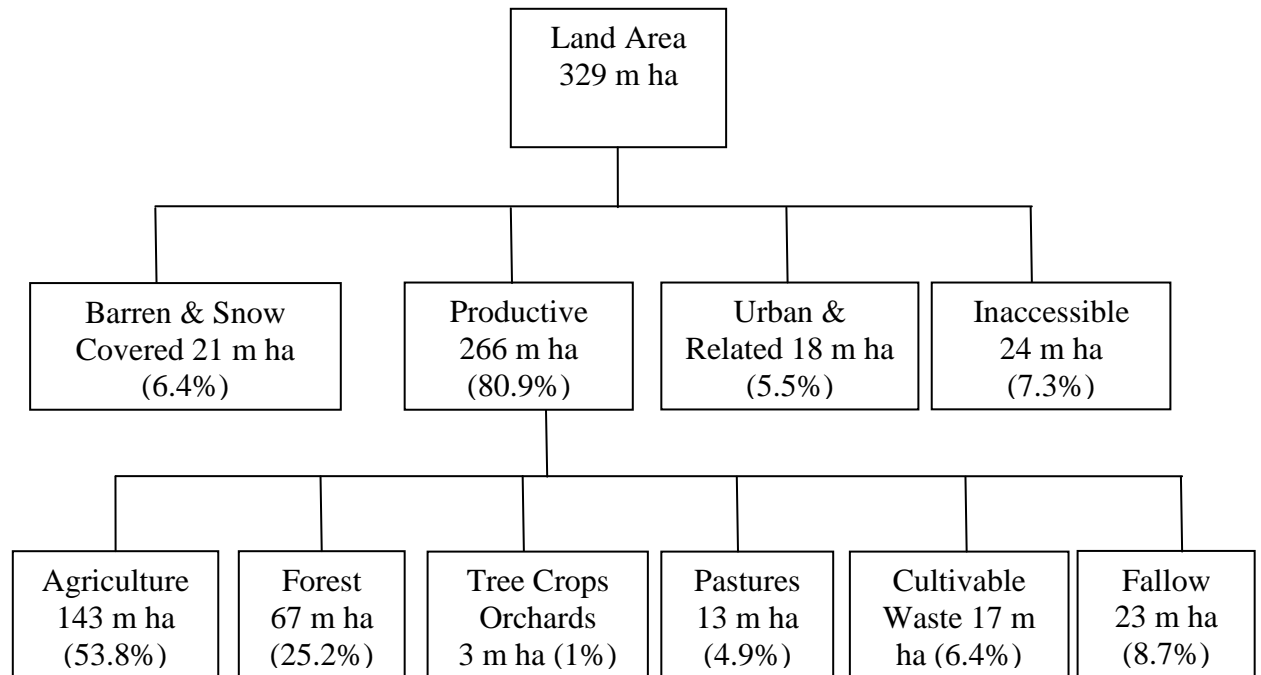 Land Area
329 m ha
Barren & Snow
Covered 21 m ha
(6.4%)
Productive
266 m ha
(80.9%)
Urban &
Related 18 m ha
(5.5%)
Inaccessible
24 m ha
(7.3%)
Agriculture
143 m ha
(53.8%)
Forest
67 m ha
(25.2%)
Tree Crops
Orchards
3 m ha (1%)
Pastures
13 m ha
(4.9%)
Cultivable
Waste 17 m
ha (6.4%)
Fallow
23 m ha
(8.7%)